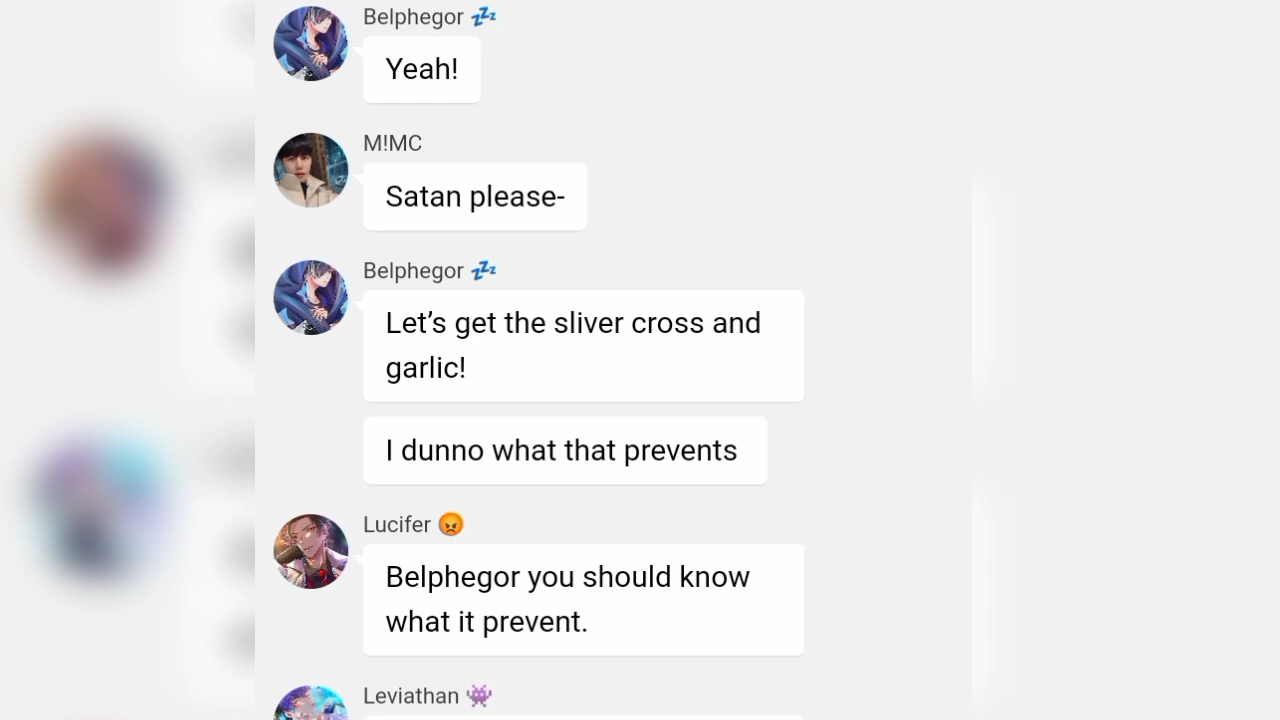 Belphegor 💤
Yeah!
M!MC
Satan please-
Belphegor 💤
Let’s get the sliver cross and
garlic!
I dunno what that prevents
Lucifer 😡
Belphegor you should know
what it prevent.
Leviathan 👾